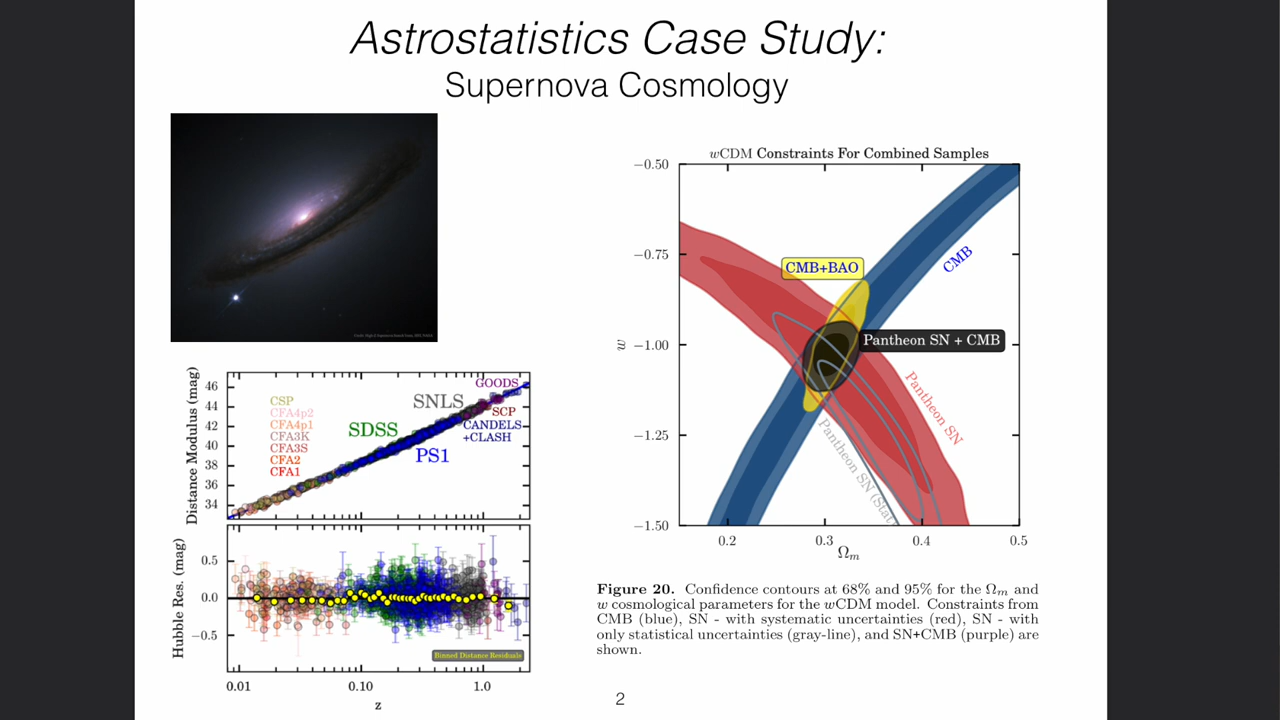 Astrostatistics Case Study:
Supernova Cosmology
Distance Modulus (mag)
46
44
42
40
38
36
34
CSP
CFA4p2
CFA4p1
CFA3K
CFA3S
CFA2
CFA1
SDSS
SNLS
PS1
GOODS
SCP
CANDELS
+CLASH
Hubble Res. (mag)
0.5
0.0
−0.5
Binned Distance Residuals
0.01
0.10
1.0
z
wCDM Constraints For Combined Samples
−0.50
−0.75
−1.00
−1.25
−1.50
w
CMB+BAO
CMB
Pantheon SN + CMB
Pantheon SN
Pantheon SN (Stat
0.2
0.3
0.4
0.5
Ωm
Figure 20. Confidence contours at 68% and 95% for the Ωm and
w cosmological parameters for the wCDM model. Constraints from
CMB (blue), SN - with systematic uncertainties (red), SN - with
only statistical uncertainties (gray-line), and SN+CMB (purple) are
shown.
2